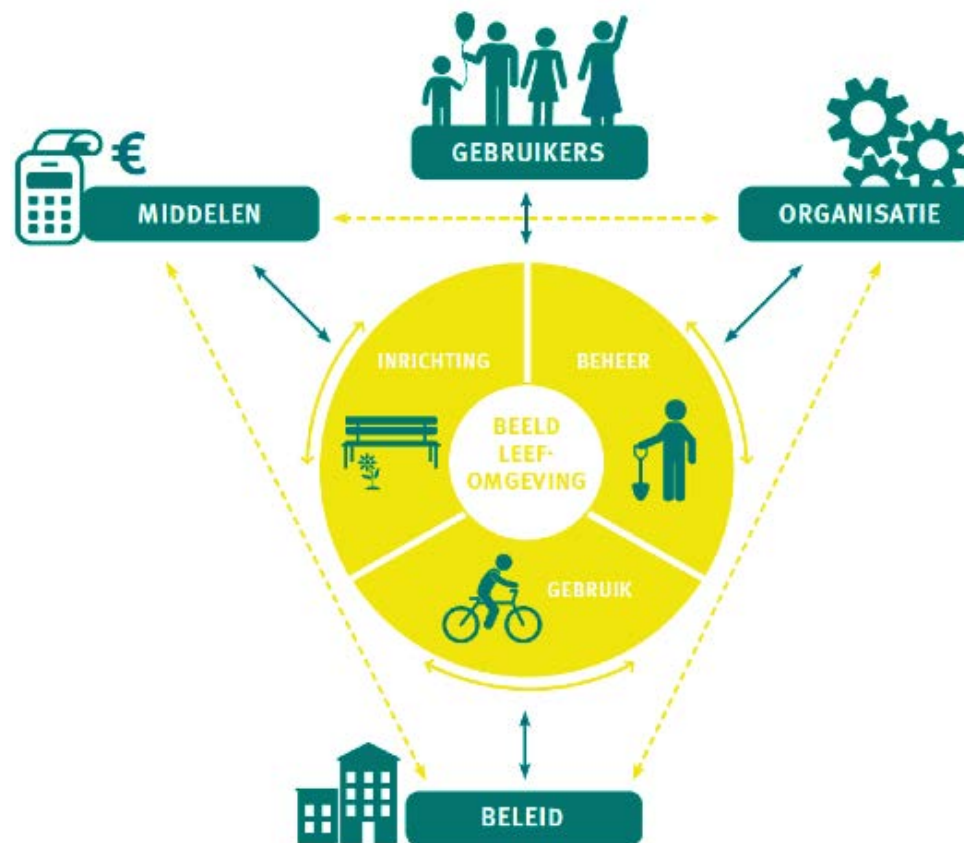 GEBRUIKERS
€
MIDDELEN
ORGANISATIE
INRICHTING
BEHEER
BEELD
LEEF-
OMGEVING
GEBRUIK
BELEID